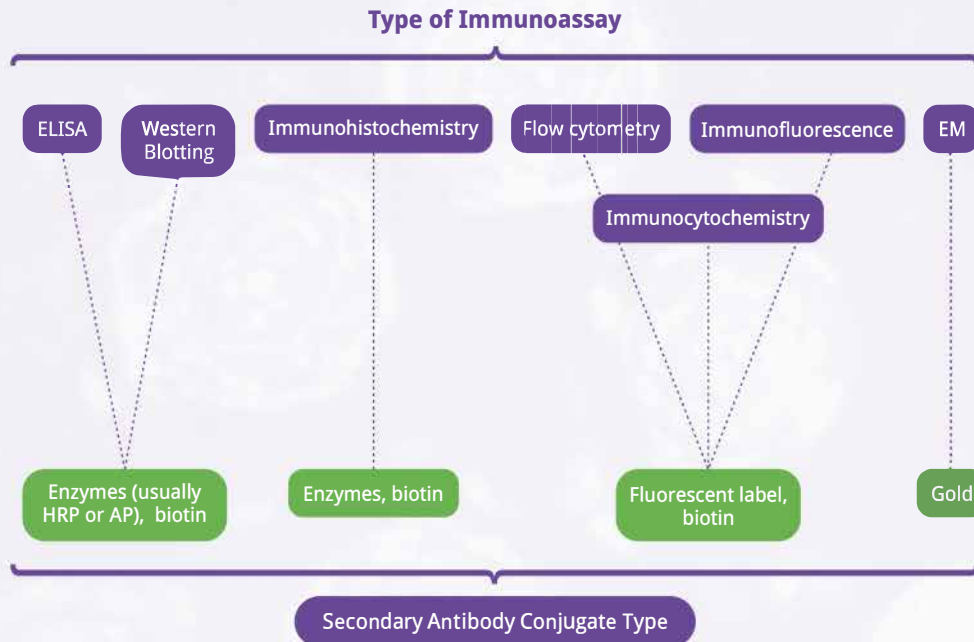 Type of Immunoassay
ELISA
Western
Blotting
Immunohistochemistry
Flow cytometry
Immunofluorescence
EM
Immunocytochemistry
Enzymes (usually
HRP or AP), biotin
Enzymes, biotin
Fluorescent label,
biotin
Gold
Secondary Antibody Conjugate Type